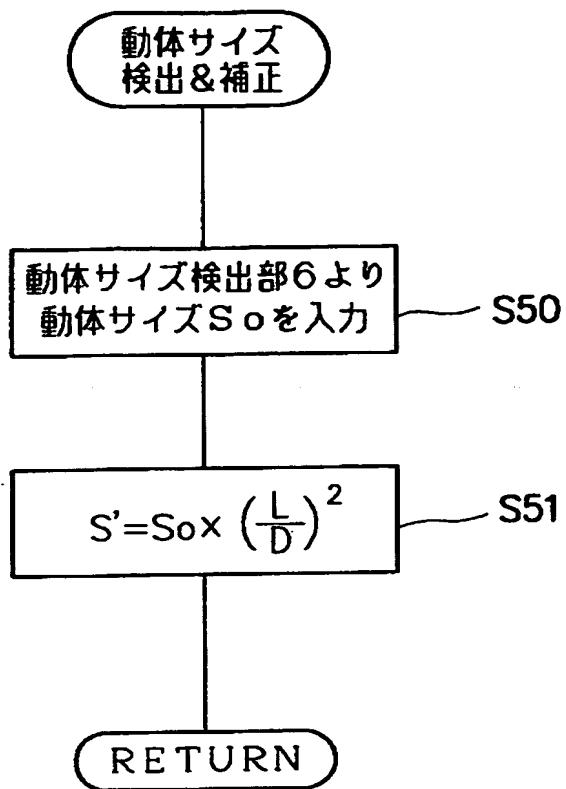 動体サイズ
検出&補正
動体サイズ検出部6より
動体サイズSoを入力
S50
S'=So×(L/D)²
S51
RETURN